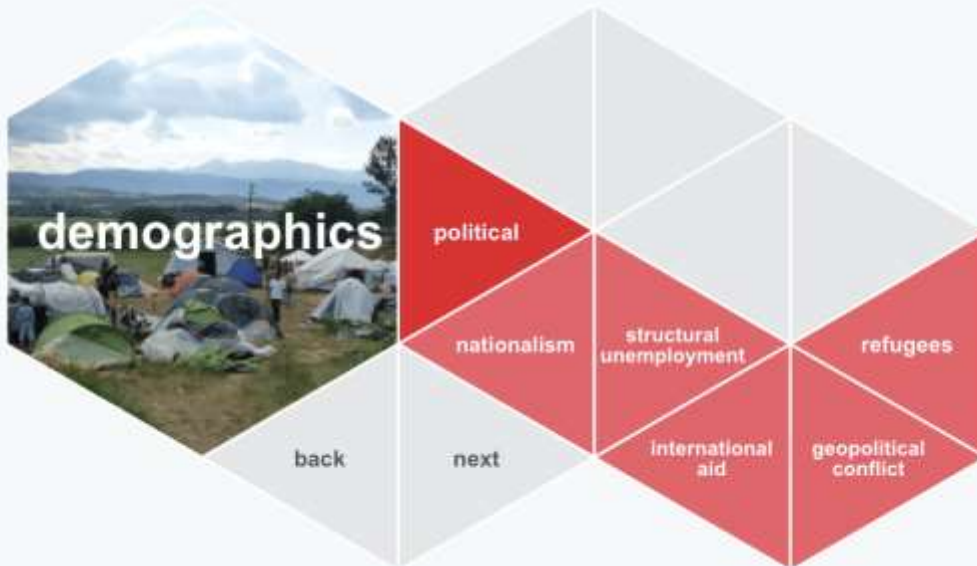 demographics
political
nationalism
structural
unemployment
refugees
back
next
international
aid
geopolitical
conflict